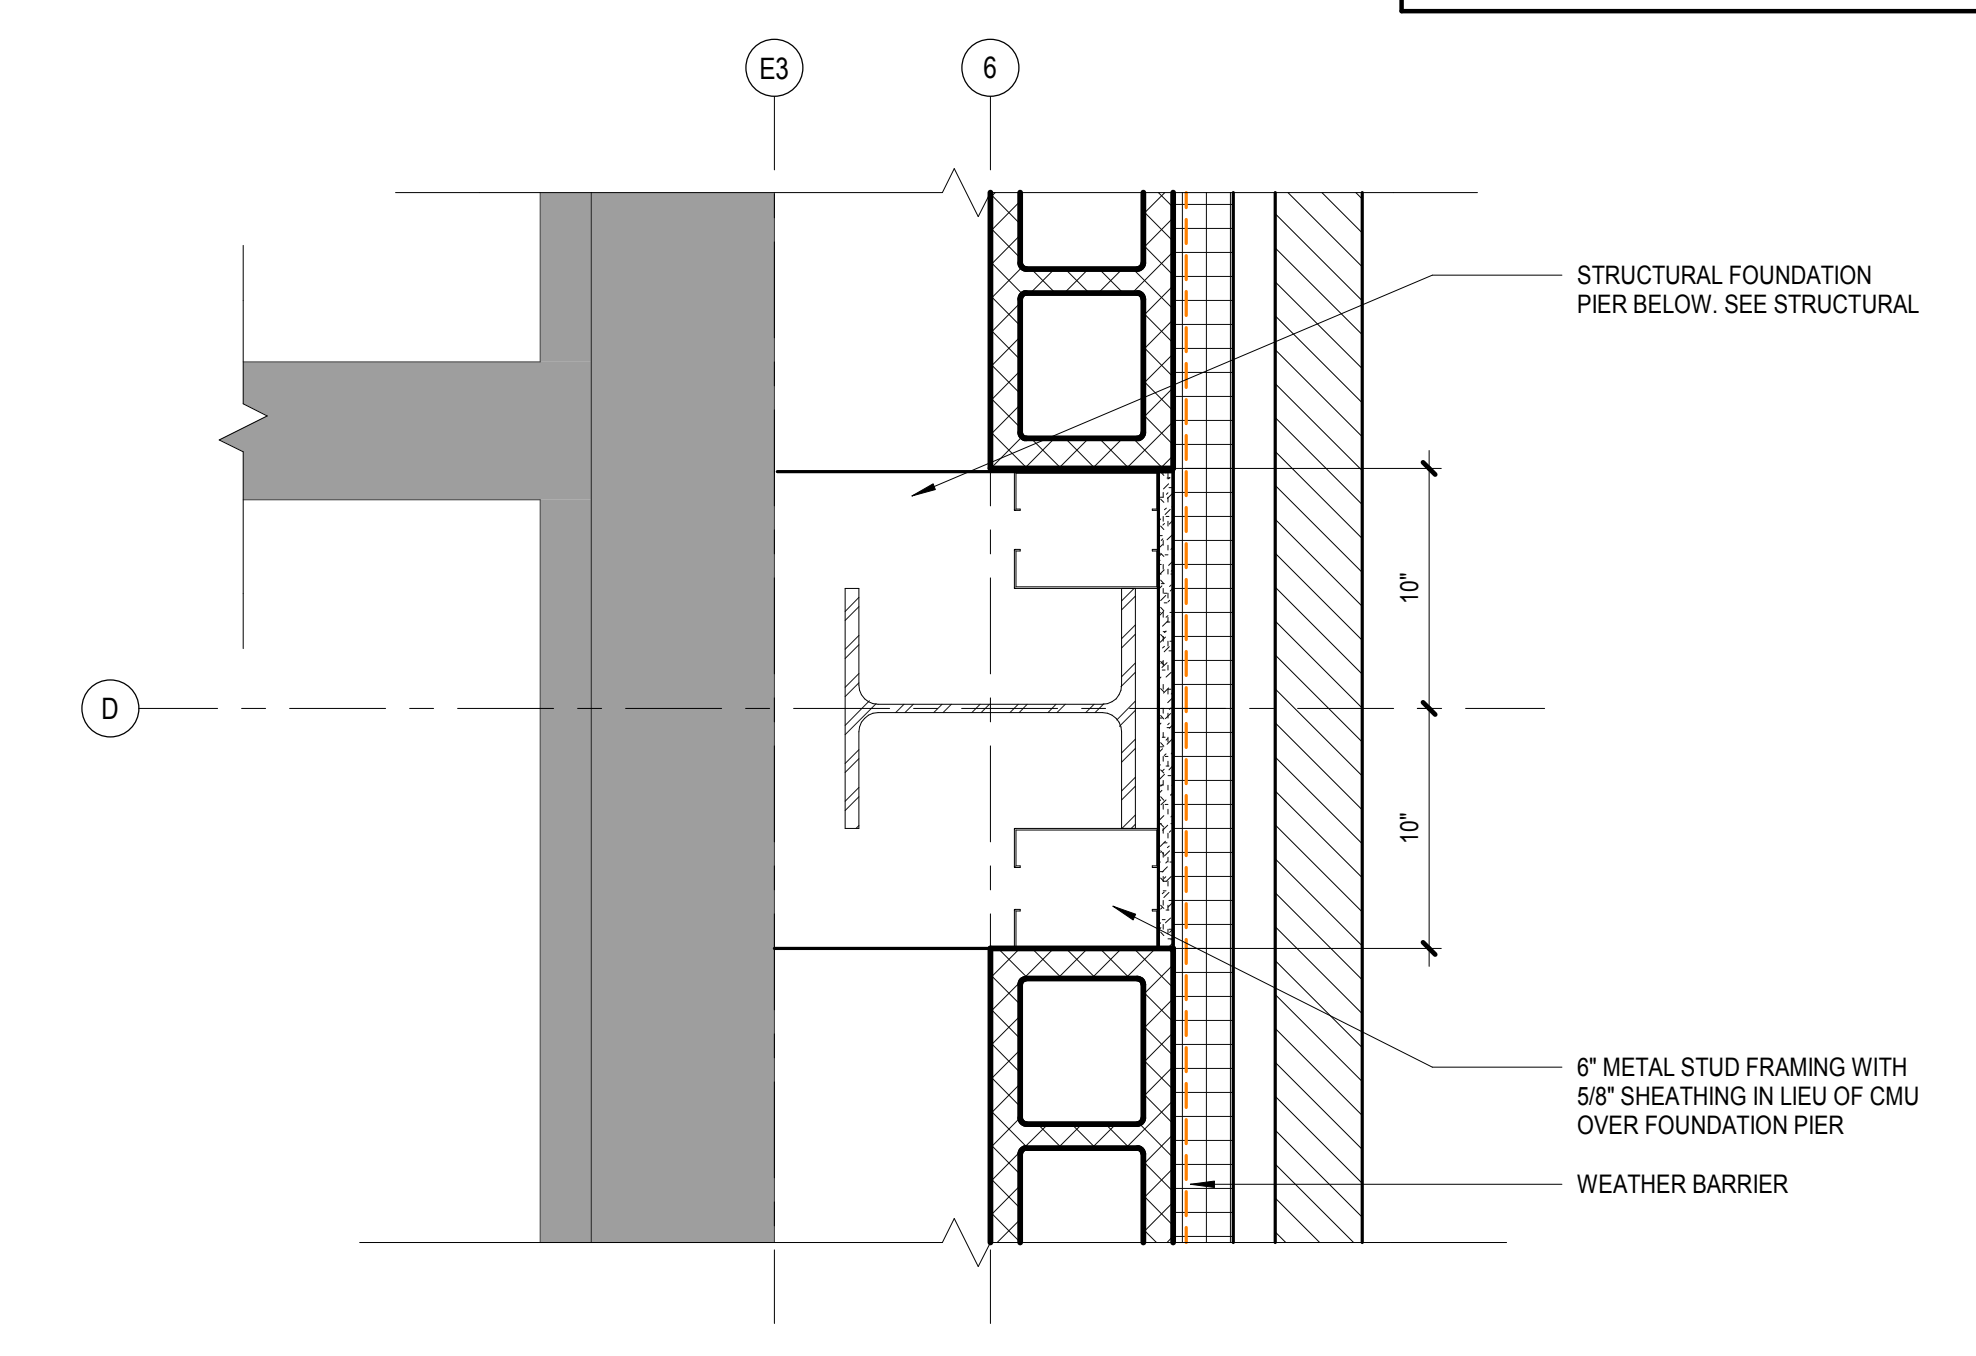 E3
6
STRUCTURAL FOUNDATION
PIER BELOW. SEE STRUCTURAL
10"
D
10"
6" METAL STUD FRAMING WITH
5/8" SHEATHING IN LIEU OF CMU
OVER FOUNDATION PIER
WEATHER BARRIER